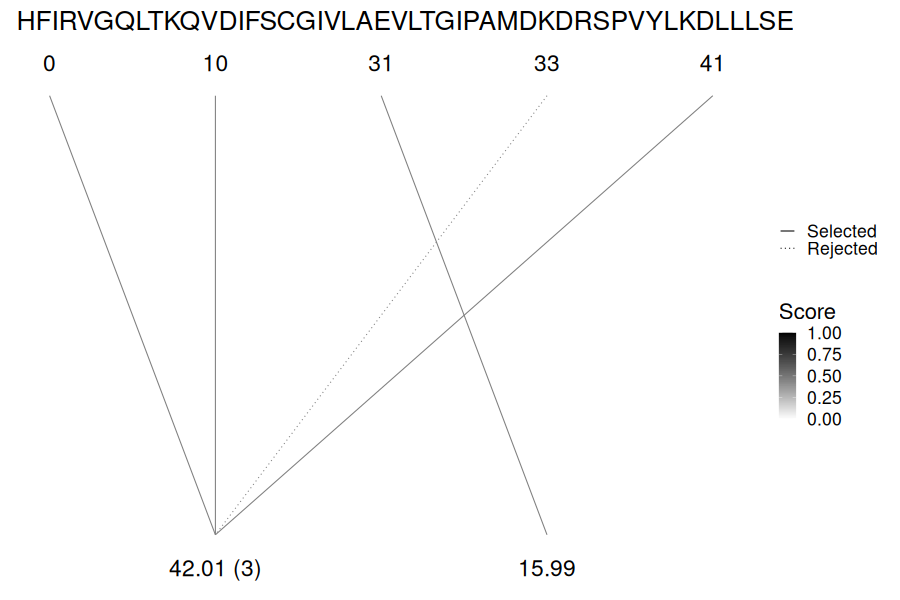 HFIRVGQLTKQVDIFSCGIVLAEVLTGIPAMDKDRSPVYLKDLLLSE
0 10 31 33 41
Selected
Rejected
Score
1.00
0.75
0.50
0.25
0.00
42.01 (3) 15.99